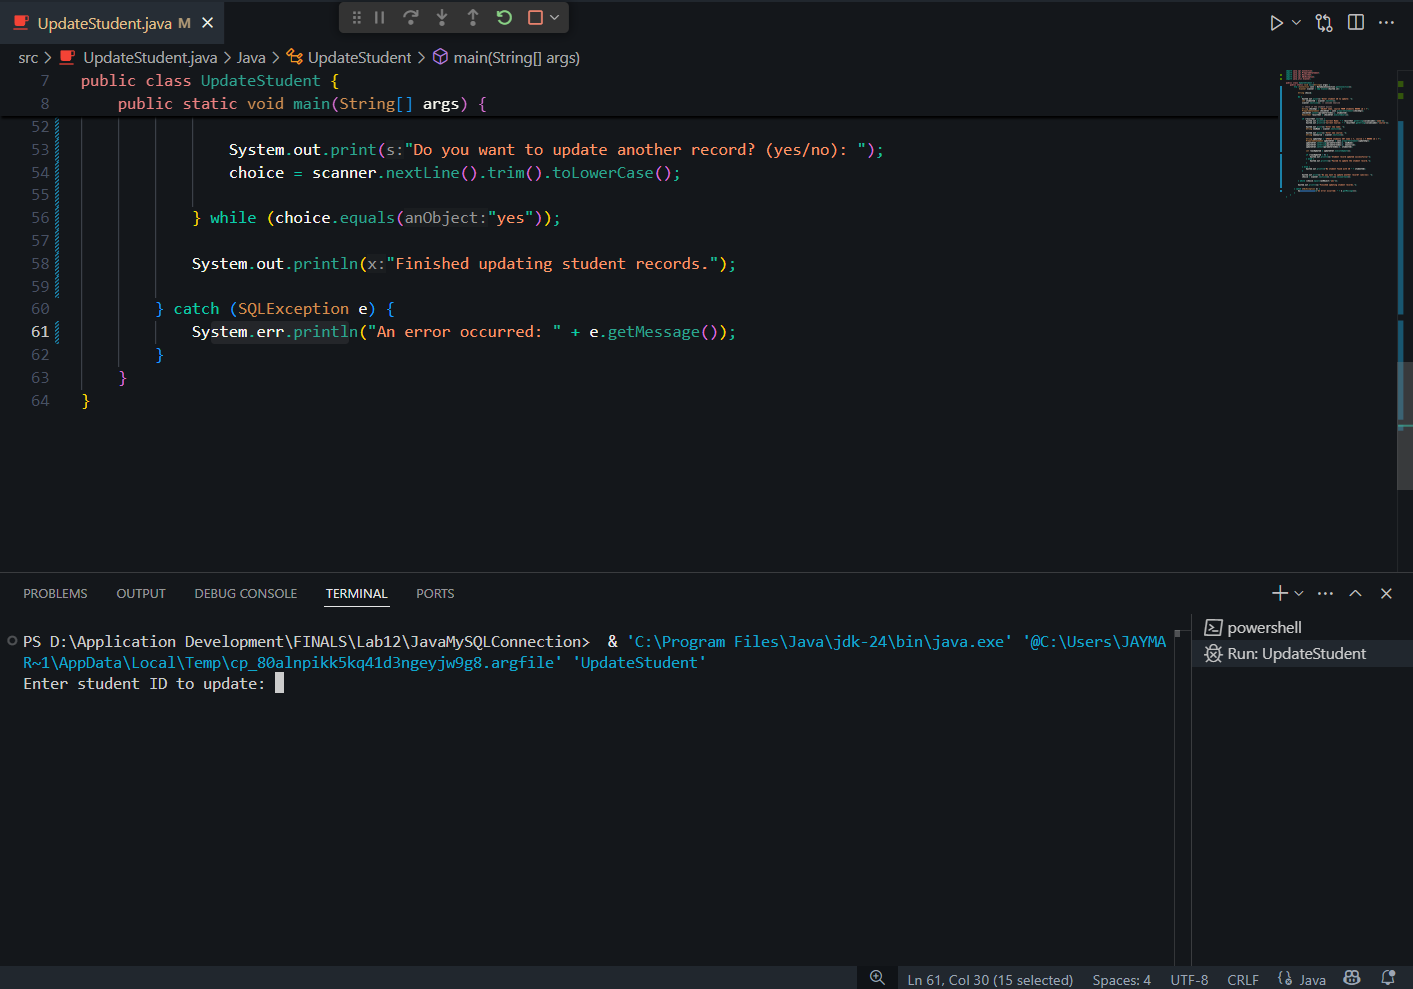 UpdateStudent.java M
src > UpdateStudent.java > Java > UpdateStudent > main(String[] args)
7 public class UpdateStudent {
8 public static void main(String[] args) {
52
53 System.out.print(s:"Do you want to update another record? (yes/no): ");
54 choice = scanner.nextLine().trim().toLowerCase();
55
56 } while (choice.equals(anObject:"yes"));
57
58 System.out.println(x:"Finished updating student records.");
59
60 } catch (SQLException e) {
61 System.err.println("An error occurred: " + e.getMessage());
62 }
63 }
64 }
PROBLEMS OUTPUT DEBUG CONSOLE TERMINAL PORTS
PS D:\Application Development\FINALS\Lab12\JavaMySQLConnection> & 'C:\Program Files\Java\jdk-24\bin\java.exe' '@C:\Users\JAYMA
R~1\AppData\Local\Temp\cp_80alnpikk5kq41d3ngeyjw9g8.argfile' 'UpdateStudent'
Enter student ID to update:
powershell
Run: UpdateStudent
Ln 61, Col 30 (15 selected) Spaces: 4 UTF-8 CRLF Java